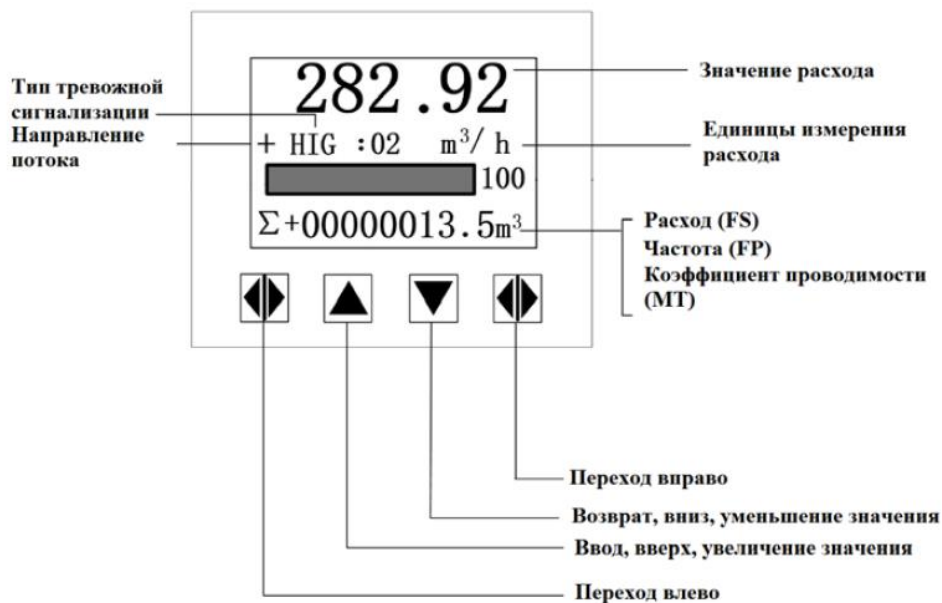 282.92
Значение расхода
Тип тревожной
сигнализации
Направление
потока
+ HIG :02 m³/ h
Единицы измерения
расхода
100
Σ+00000013.5m³
Расход (FS)
Частота (FP)
Коэффициент проводимости
(МТ)
Переход вправо
Возврат, вниз, уменьшение значения
Ввод, вверх, увеличение значения
Переход влево